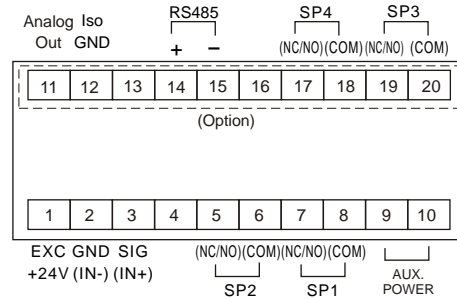 RS485 SP4 SP3
Analog Iso
Out GND + − (NC/NO) (COM) (NC/NO) (COM)
11 12 13 14 15 16 17 18 19 20
(Option)
1 2 3 4 5 6 7 8 9 10
EXC GND SIG (NC/NO) (COM) (NC/NO) (COM)
+24V (IN-) (IN+) SP2 SP1 AUX.
POWER